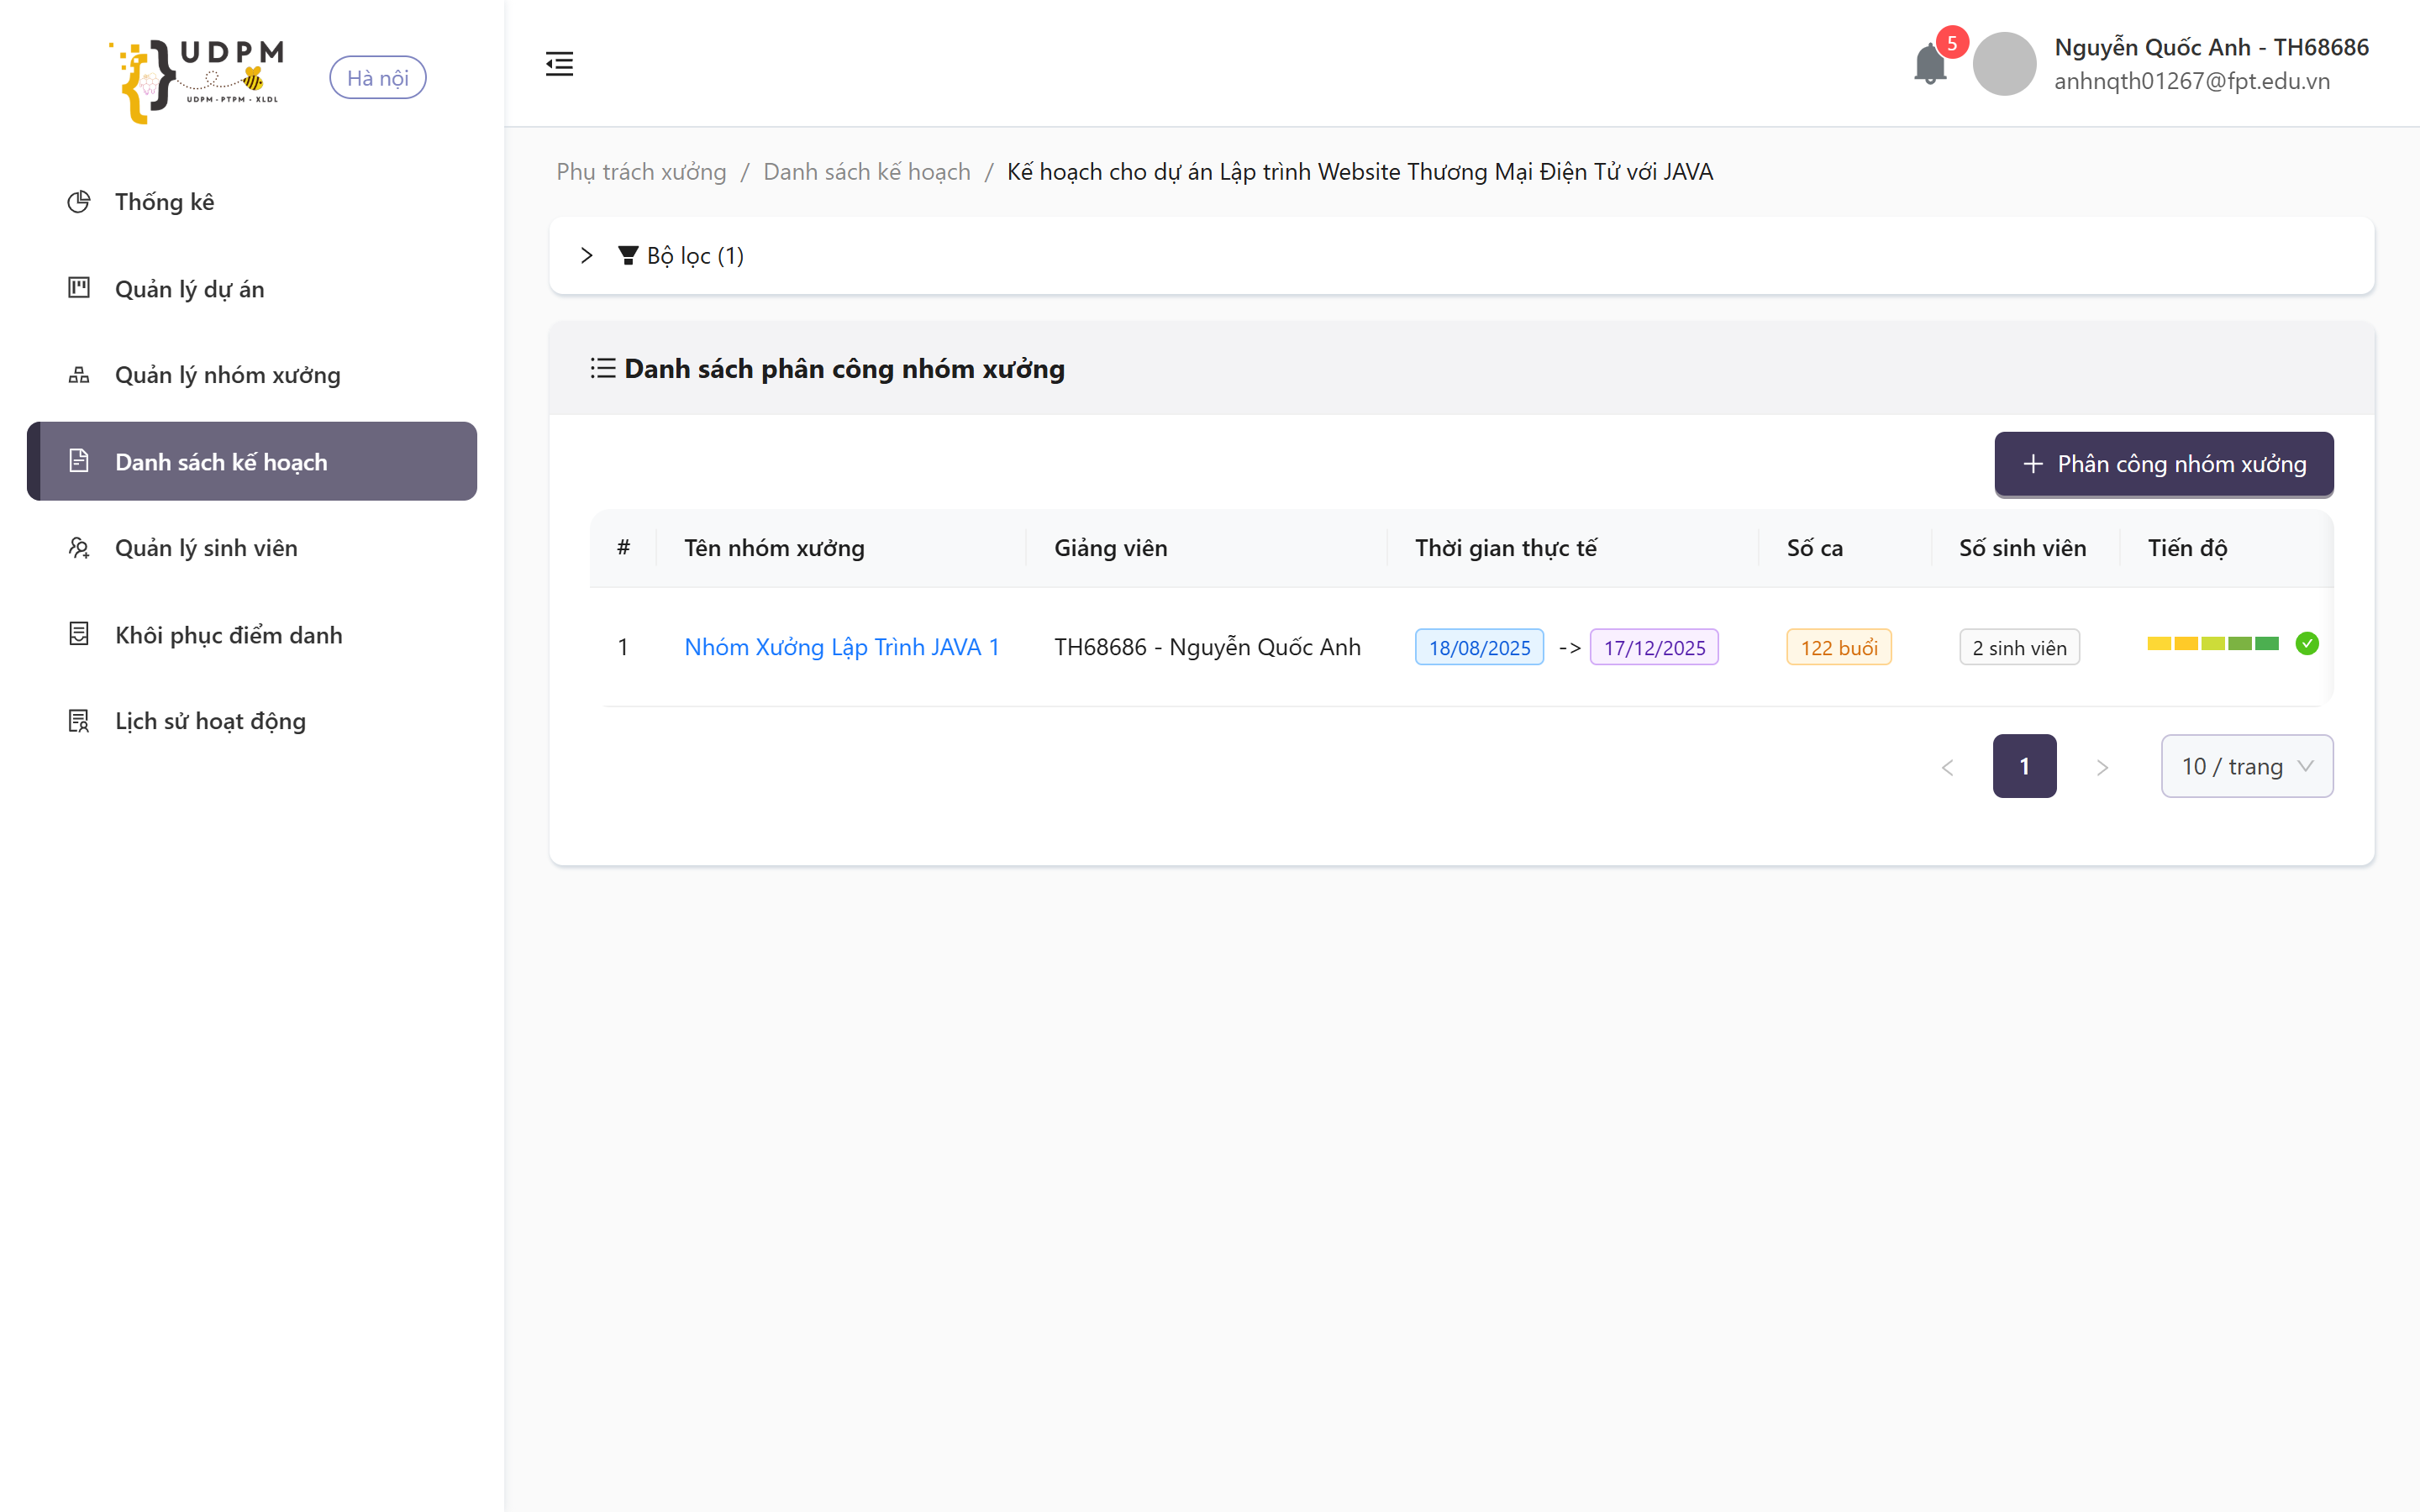 UDPM
UDPM - PTPM - XLDL
Hà nội
5
Nguyễn Quốc Anh - TH68686
anhnqth01267@fpt.edu.vn
Thống kê
Quản lý dự án
Quản lý nhóm xưởng
Danh sách kế hoạch
Quản lý sinh viên
Khôi phục điểm danh
Lịch sử hoạt động
Phụ trách xưởng / Danh sách kế hoạch / Kế hoạch cho dự án Lập trình Website Thương Mại Điện Tử với JAVA
Bộ lọc (1)
Danh sách phân công nhóm xưởng
Phân công nhóm xưởng
# Tên nhóm xưởng Giảng viên Thời gian thực tế Số ca Số sinh viên Tiến độ
1 Nhóm Xưởng Lập Trình JAVA 1 TH68686 - Nguyễn Quốc Anh 18/08/2025 -> 17/12/2025 122 buổi 2 sinh viên
< 1 > 10 / trang